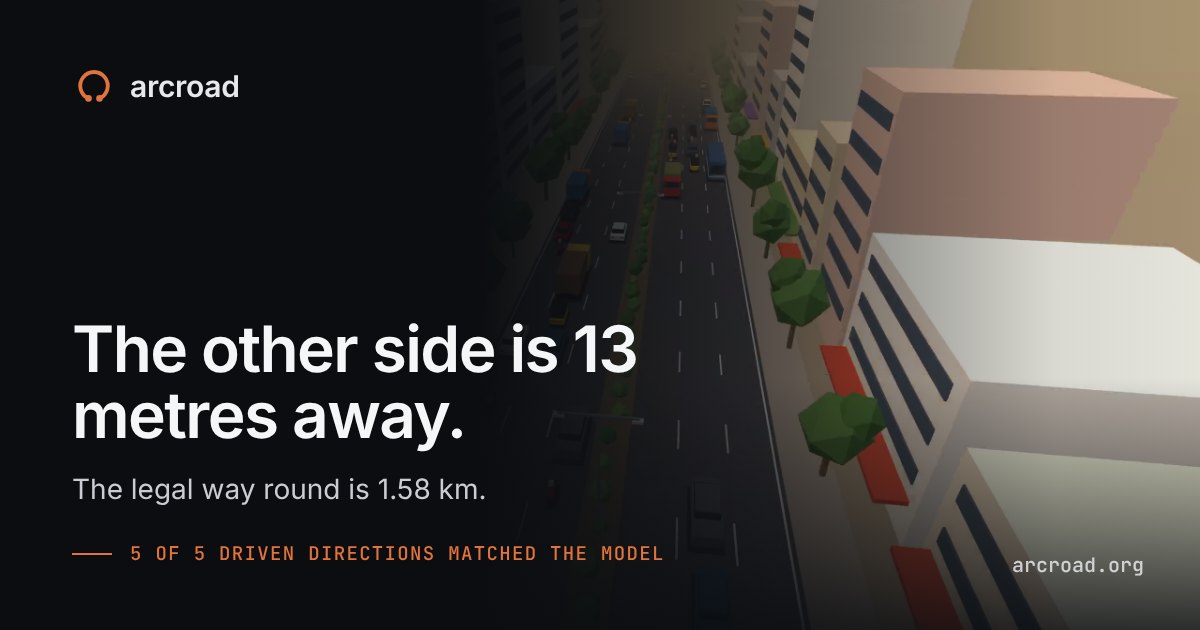 arcroad
The other side is 13
metres away.
The legal way round is 1.58 km.
5 OF 5 DRIVEN DIRECTIONS MATCHED THE MODEL
arcroad.org